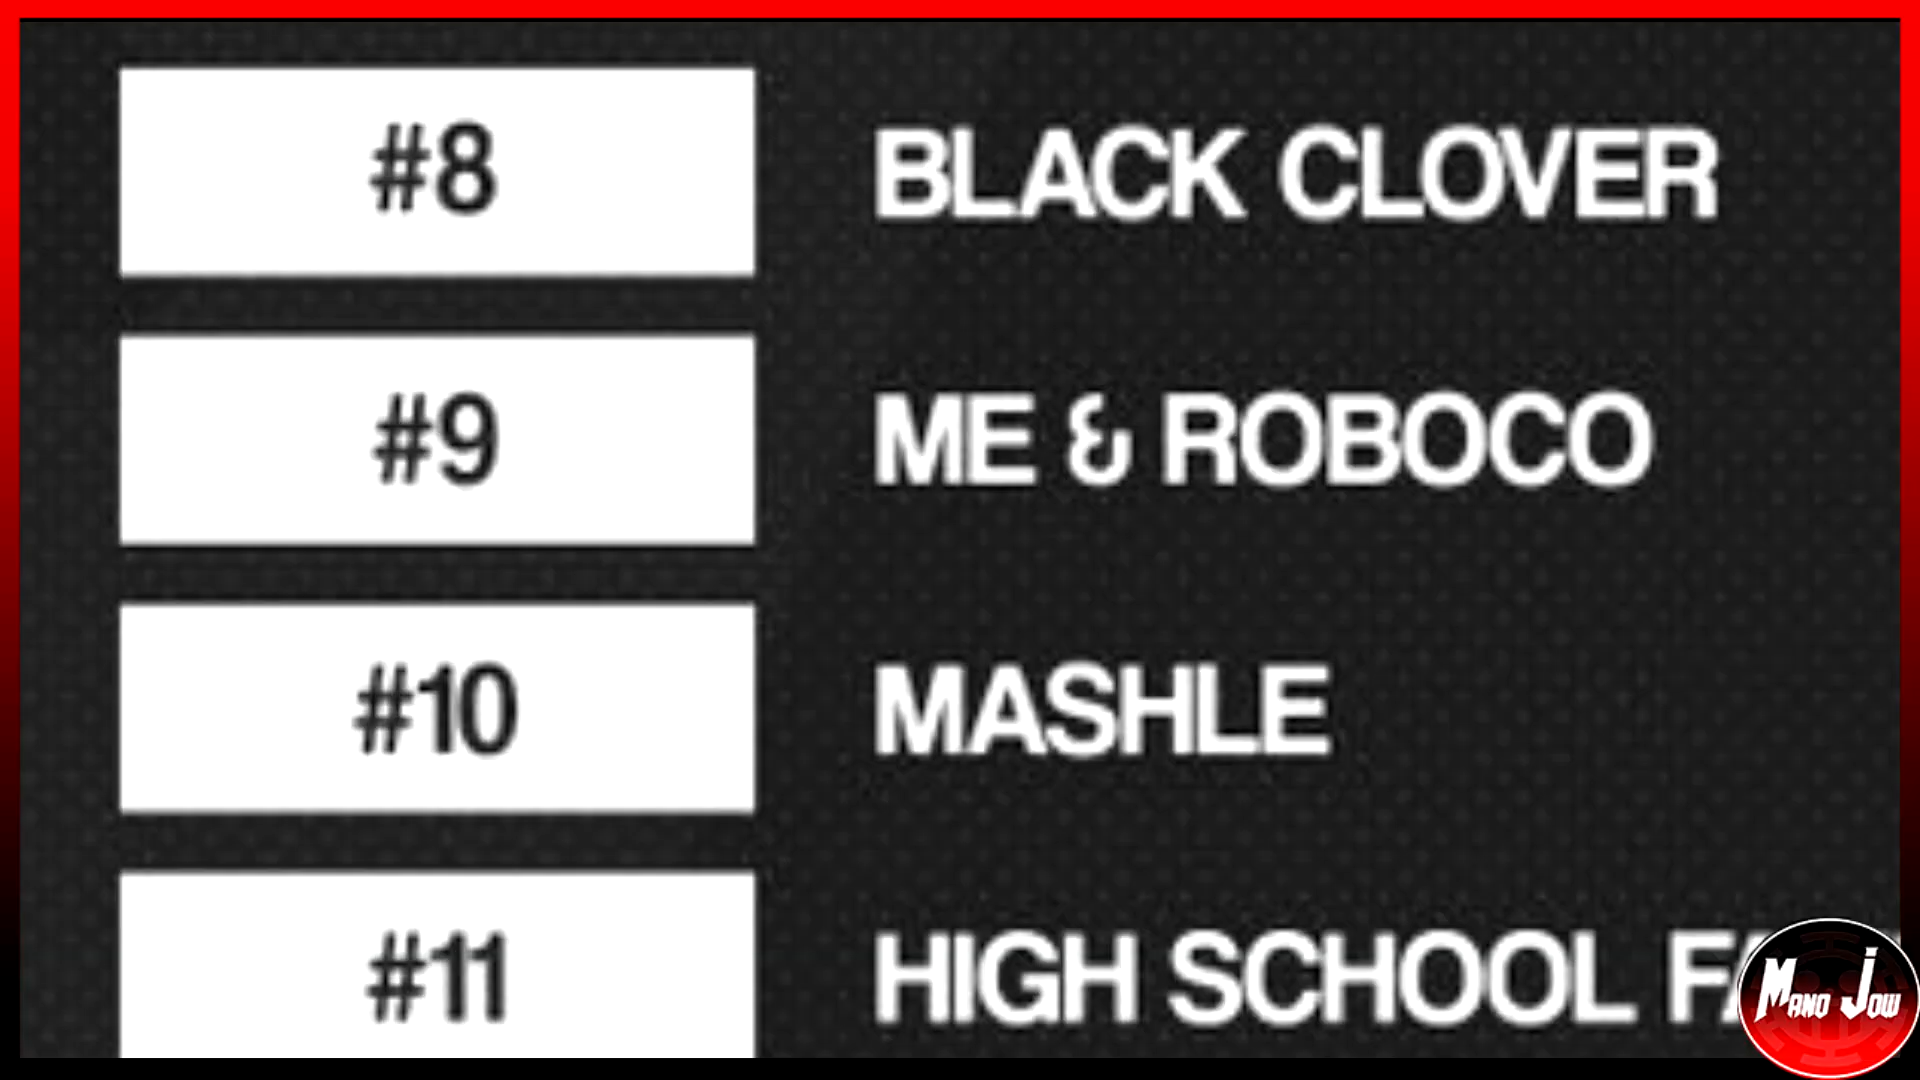 #8 BLACK CLOVER
#9 ME & ROBOCO
#10 MASHLE
#11 HIGH SCHOOL
MANO JOW